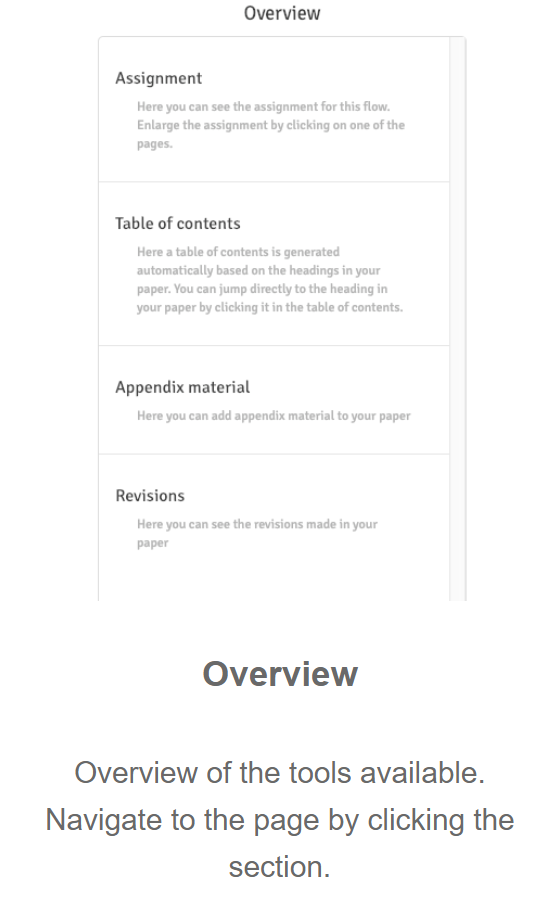 Overview
Assignment
Here you can see the assignment for this flow.
Enlarge the assignment by clicking on one of the
pages.
Table of contents
Here a table of contents is generated
automatically based on the headings in your
paper. You can jump directly to the heading in
your paper by clicking it in the table of contents.
Appendix material
Here you can add appendix material to your paper
Revisions
Here you can see the revisions made in your
paper
Overview
Overview of the tools available.
Navigate to the page by clicking the
section.